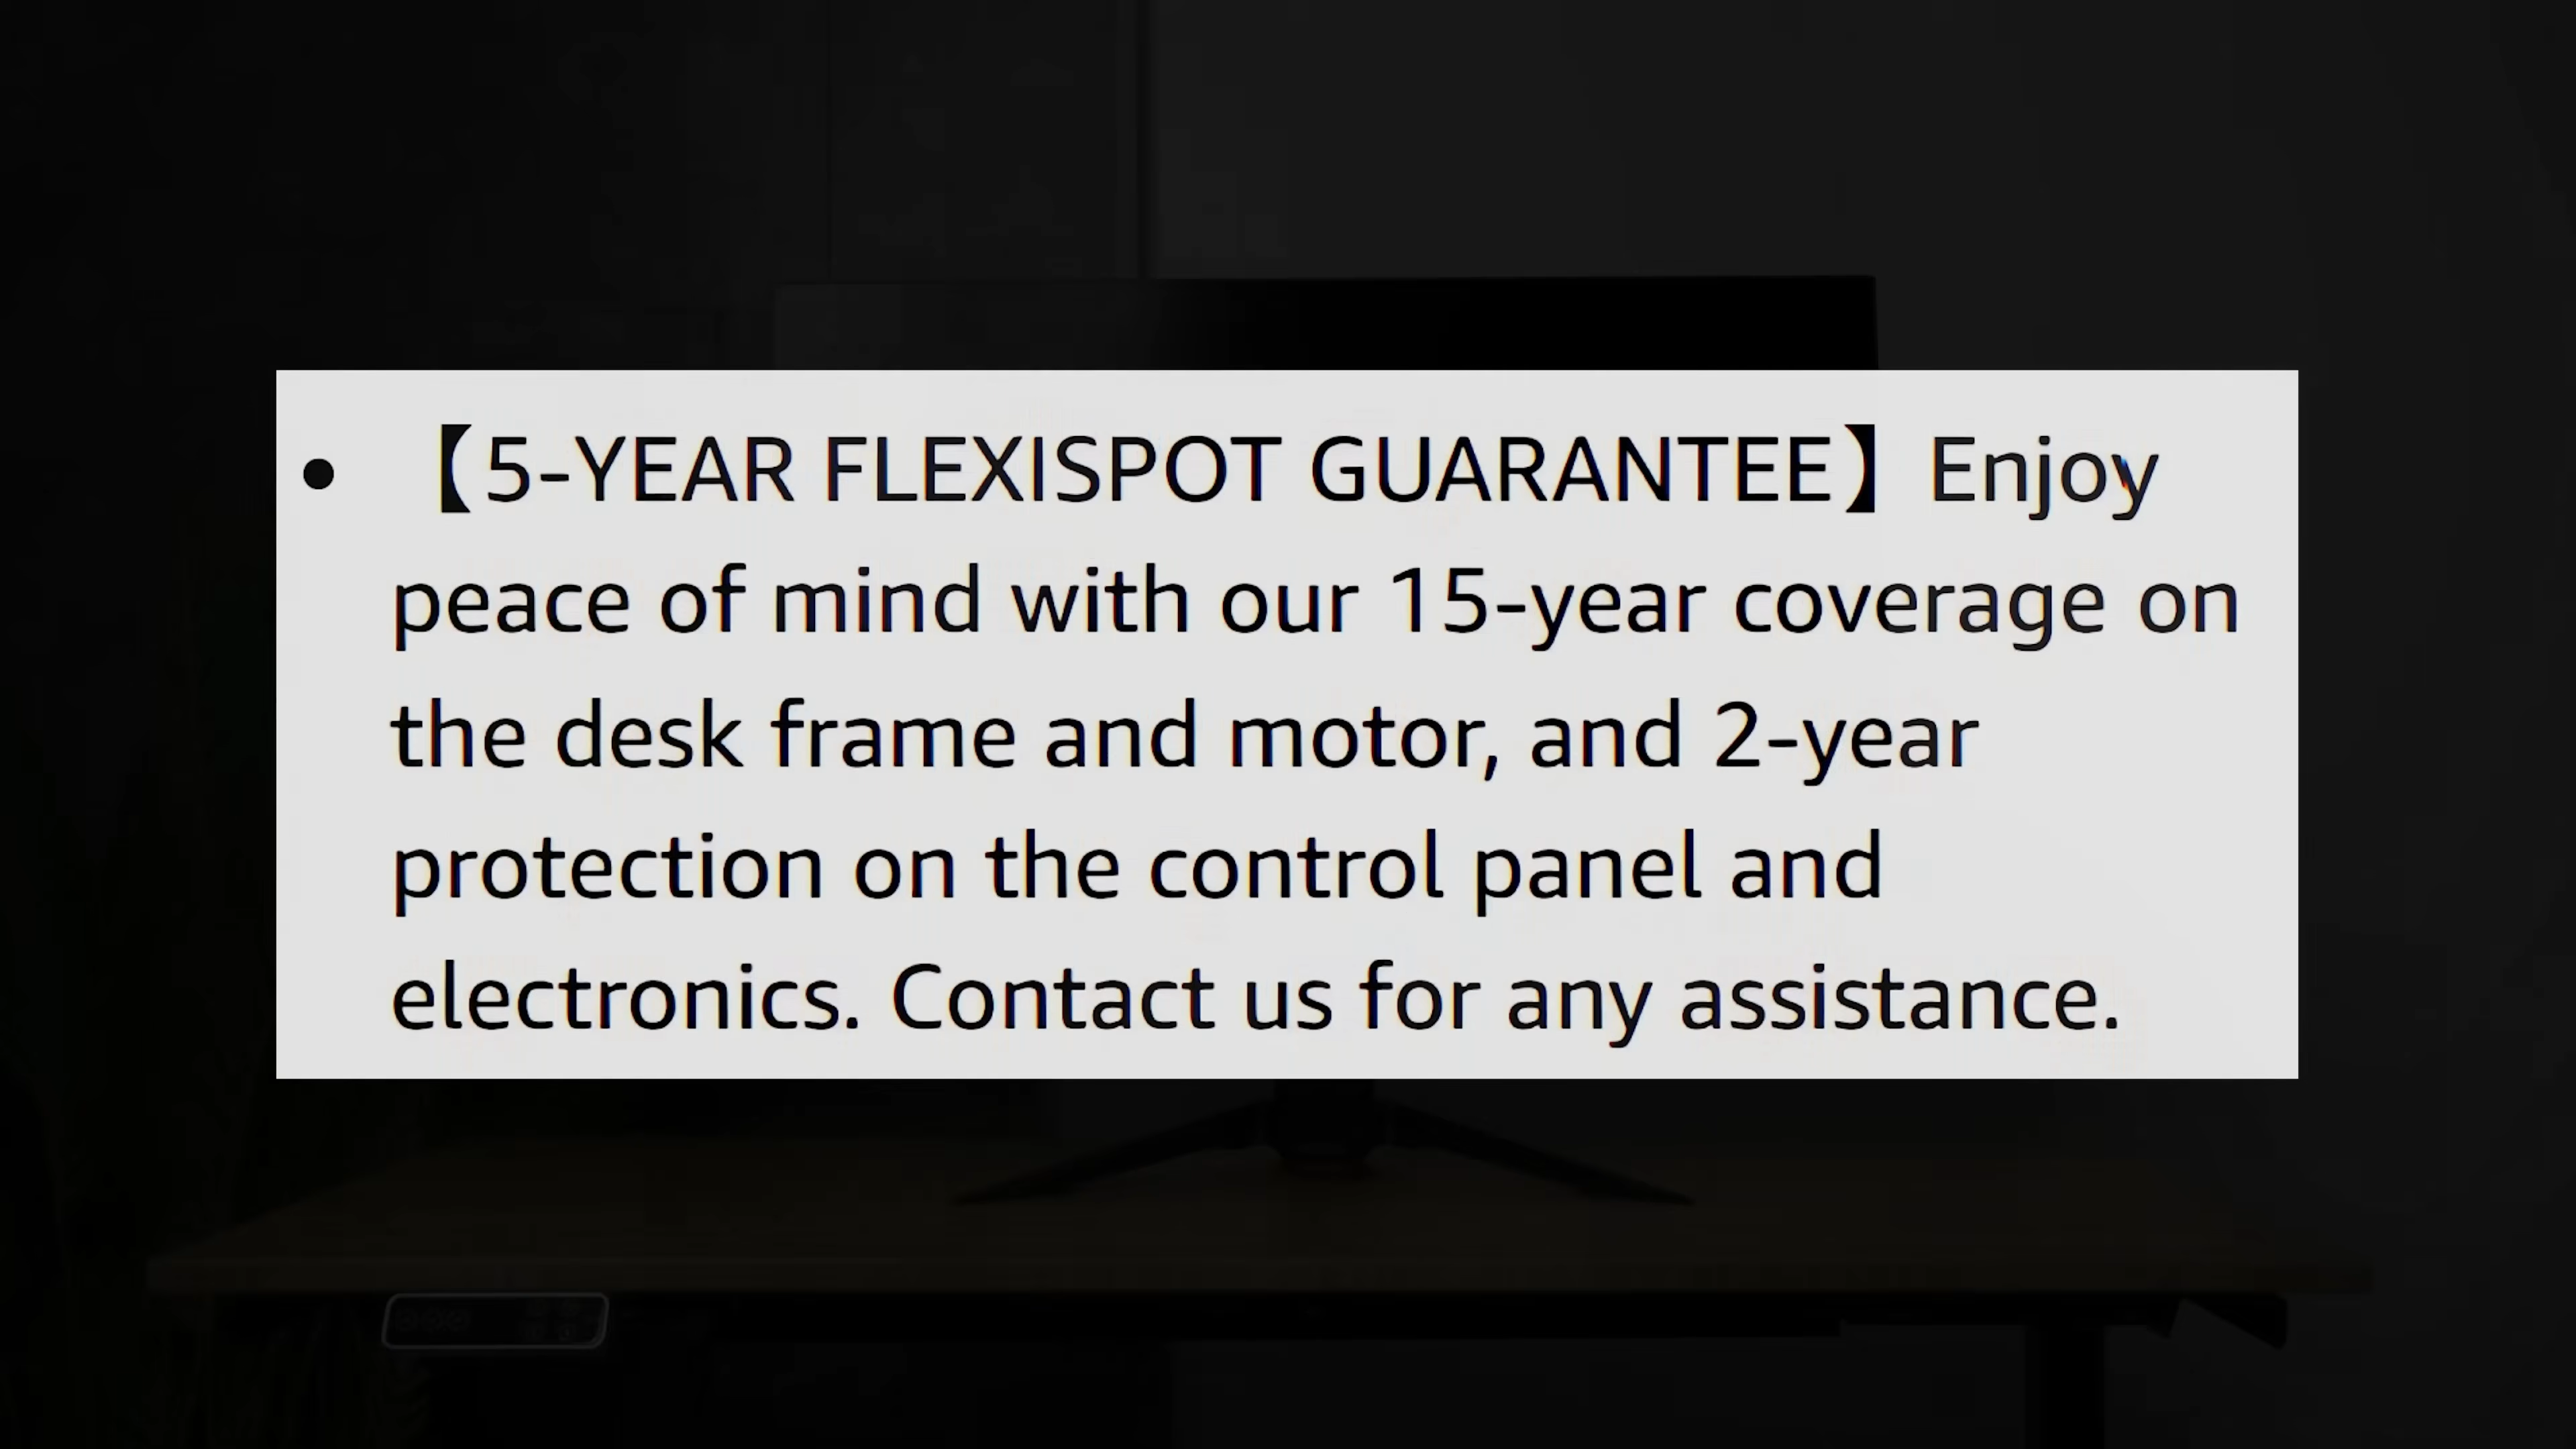 • 【5-YEAR FLEXISPOT GUARANTEE】 Enjoy
peace of mind with our 15-year coverage on
the desk frame and motor, and 2-year
protection on the control panel and
electronics. Contact us for any assistance.